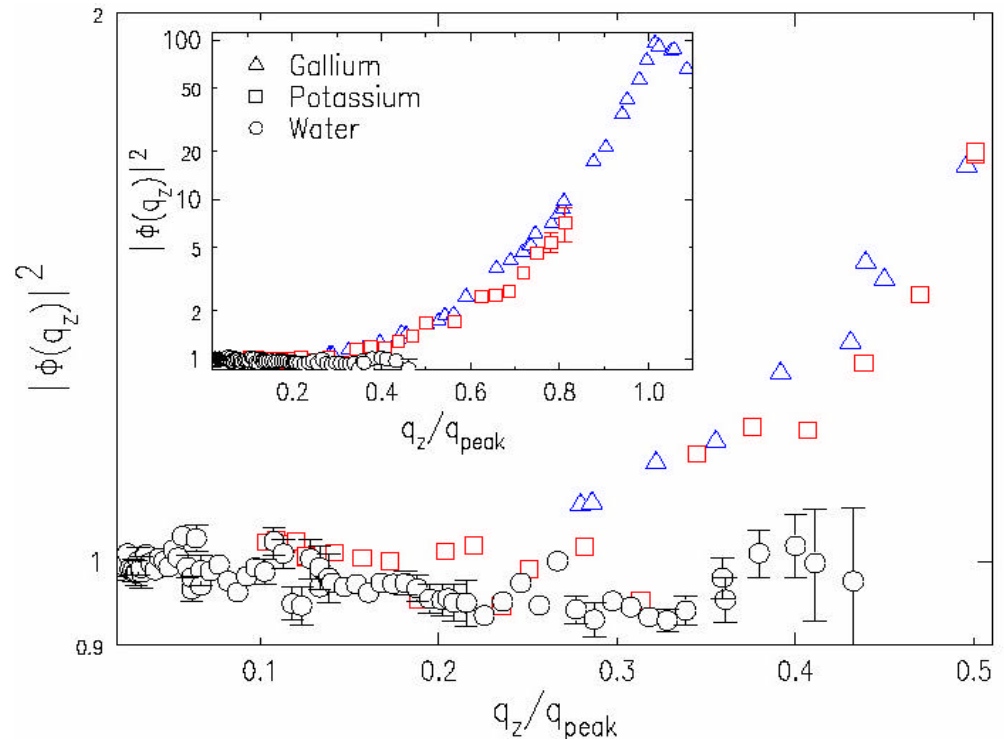 2
100
50
20
10
5
2
1
Gallium
Potassium
Water
|Φ(q_z)|²
0.2 0.4 0.6 0.8 1.0
q_z/q_peak
|Φ(q_z)|²
1
0.9
0.1 0.2 0.3 0.4 0.5
q_z/q_peak